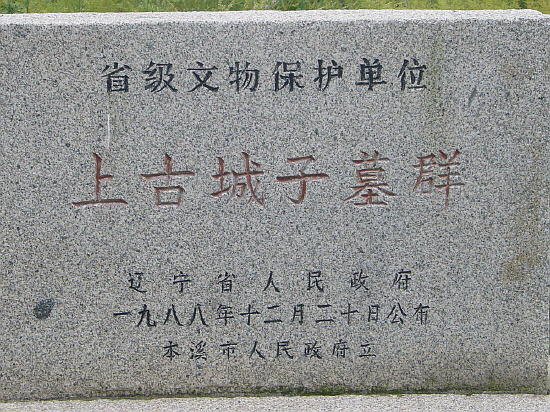 省级文物保护单位
上古城子墓群
辽宁省人民政府
一九八八年十二月二十日公布
本溪市人民政府立